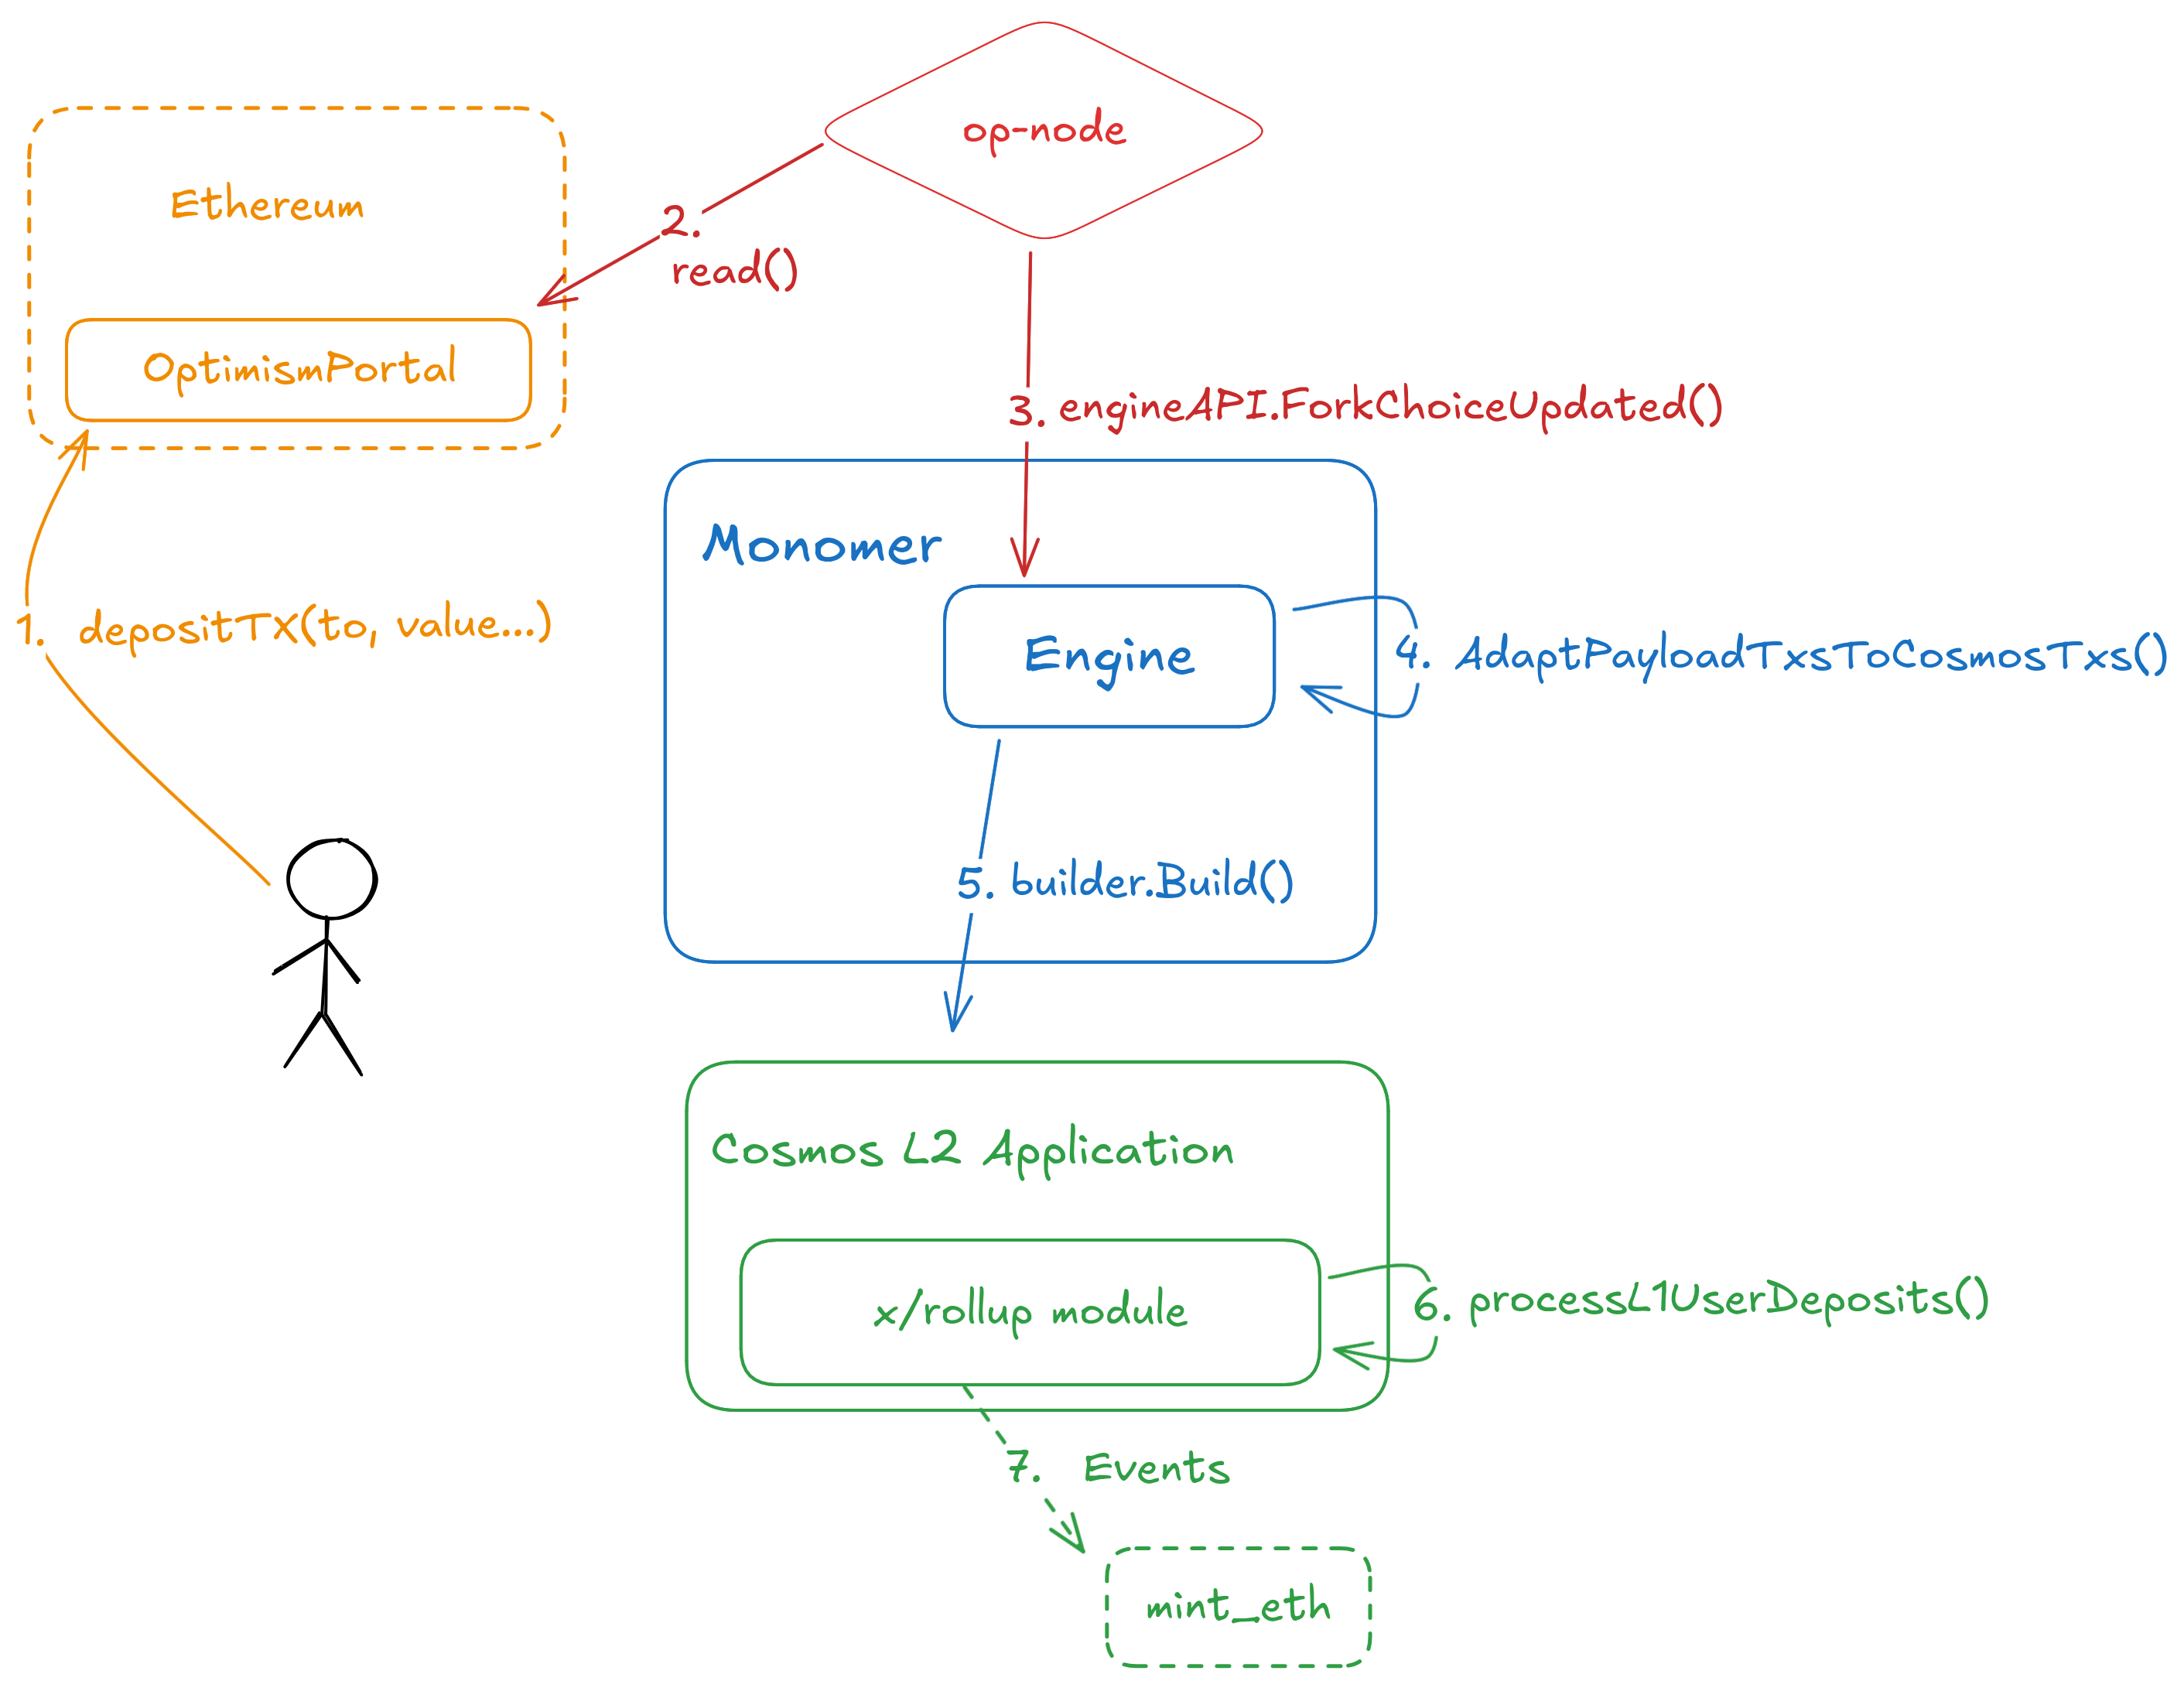 op-node
Ethereum
2.
read()
OptimismPortal
3. engineAPI.ForkChoiceUpdated()
Monomer
1. depositTX(to, value...)
Engine
4. AdaptPayloadTxsToCosmosTxs()
5. builder.Build()
Cosmos L2 Application
x/rollup module
6. processL1UserDeposits()
7. Events
mint_eth